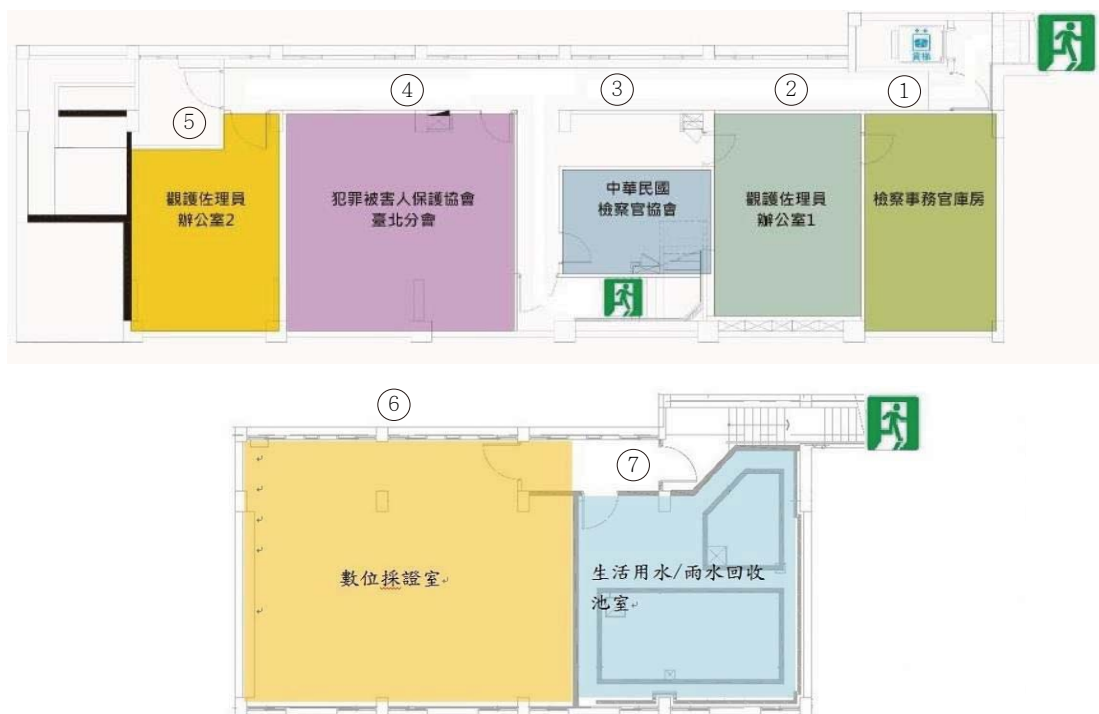 貨梯
④
③
②
①
⑤
觀護佐理員
辦公室2
犯罪被害人保護協會
臺北分會
中華民國
檢察官協會
觀護佐理員
辦公室1
檢察事務官庫房
⑥
⑦
數位採證室
生活用水/雨水回收
池室